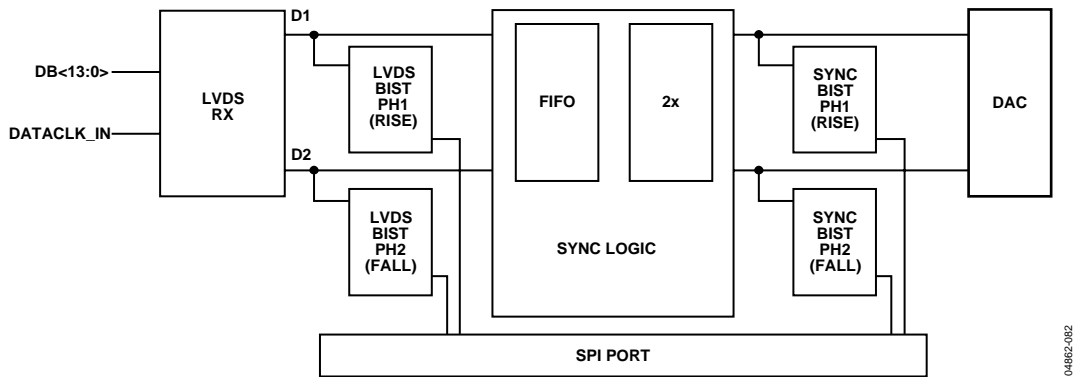 D1
DB<13:0>
DATACLK_IN
LVDS
RX
D2
LVDS
BIST
PH1
(RISE)
LVDS
BIST
PH2
(FALL)
FIFO
2x
SYNC LOGIC
SYNC
BIST
PH1
(RISE)
SYNC
BIST
PH2
(FALL)
DAC
SPI PORT
04862-082